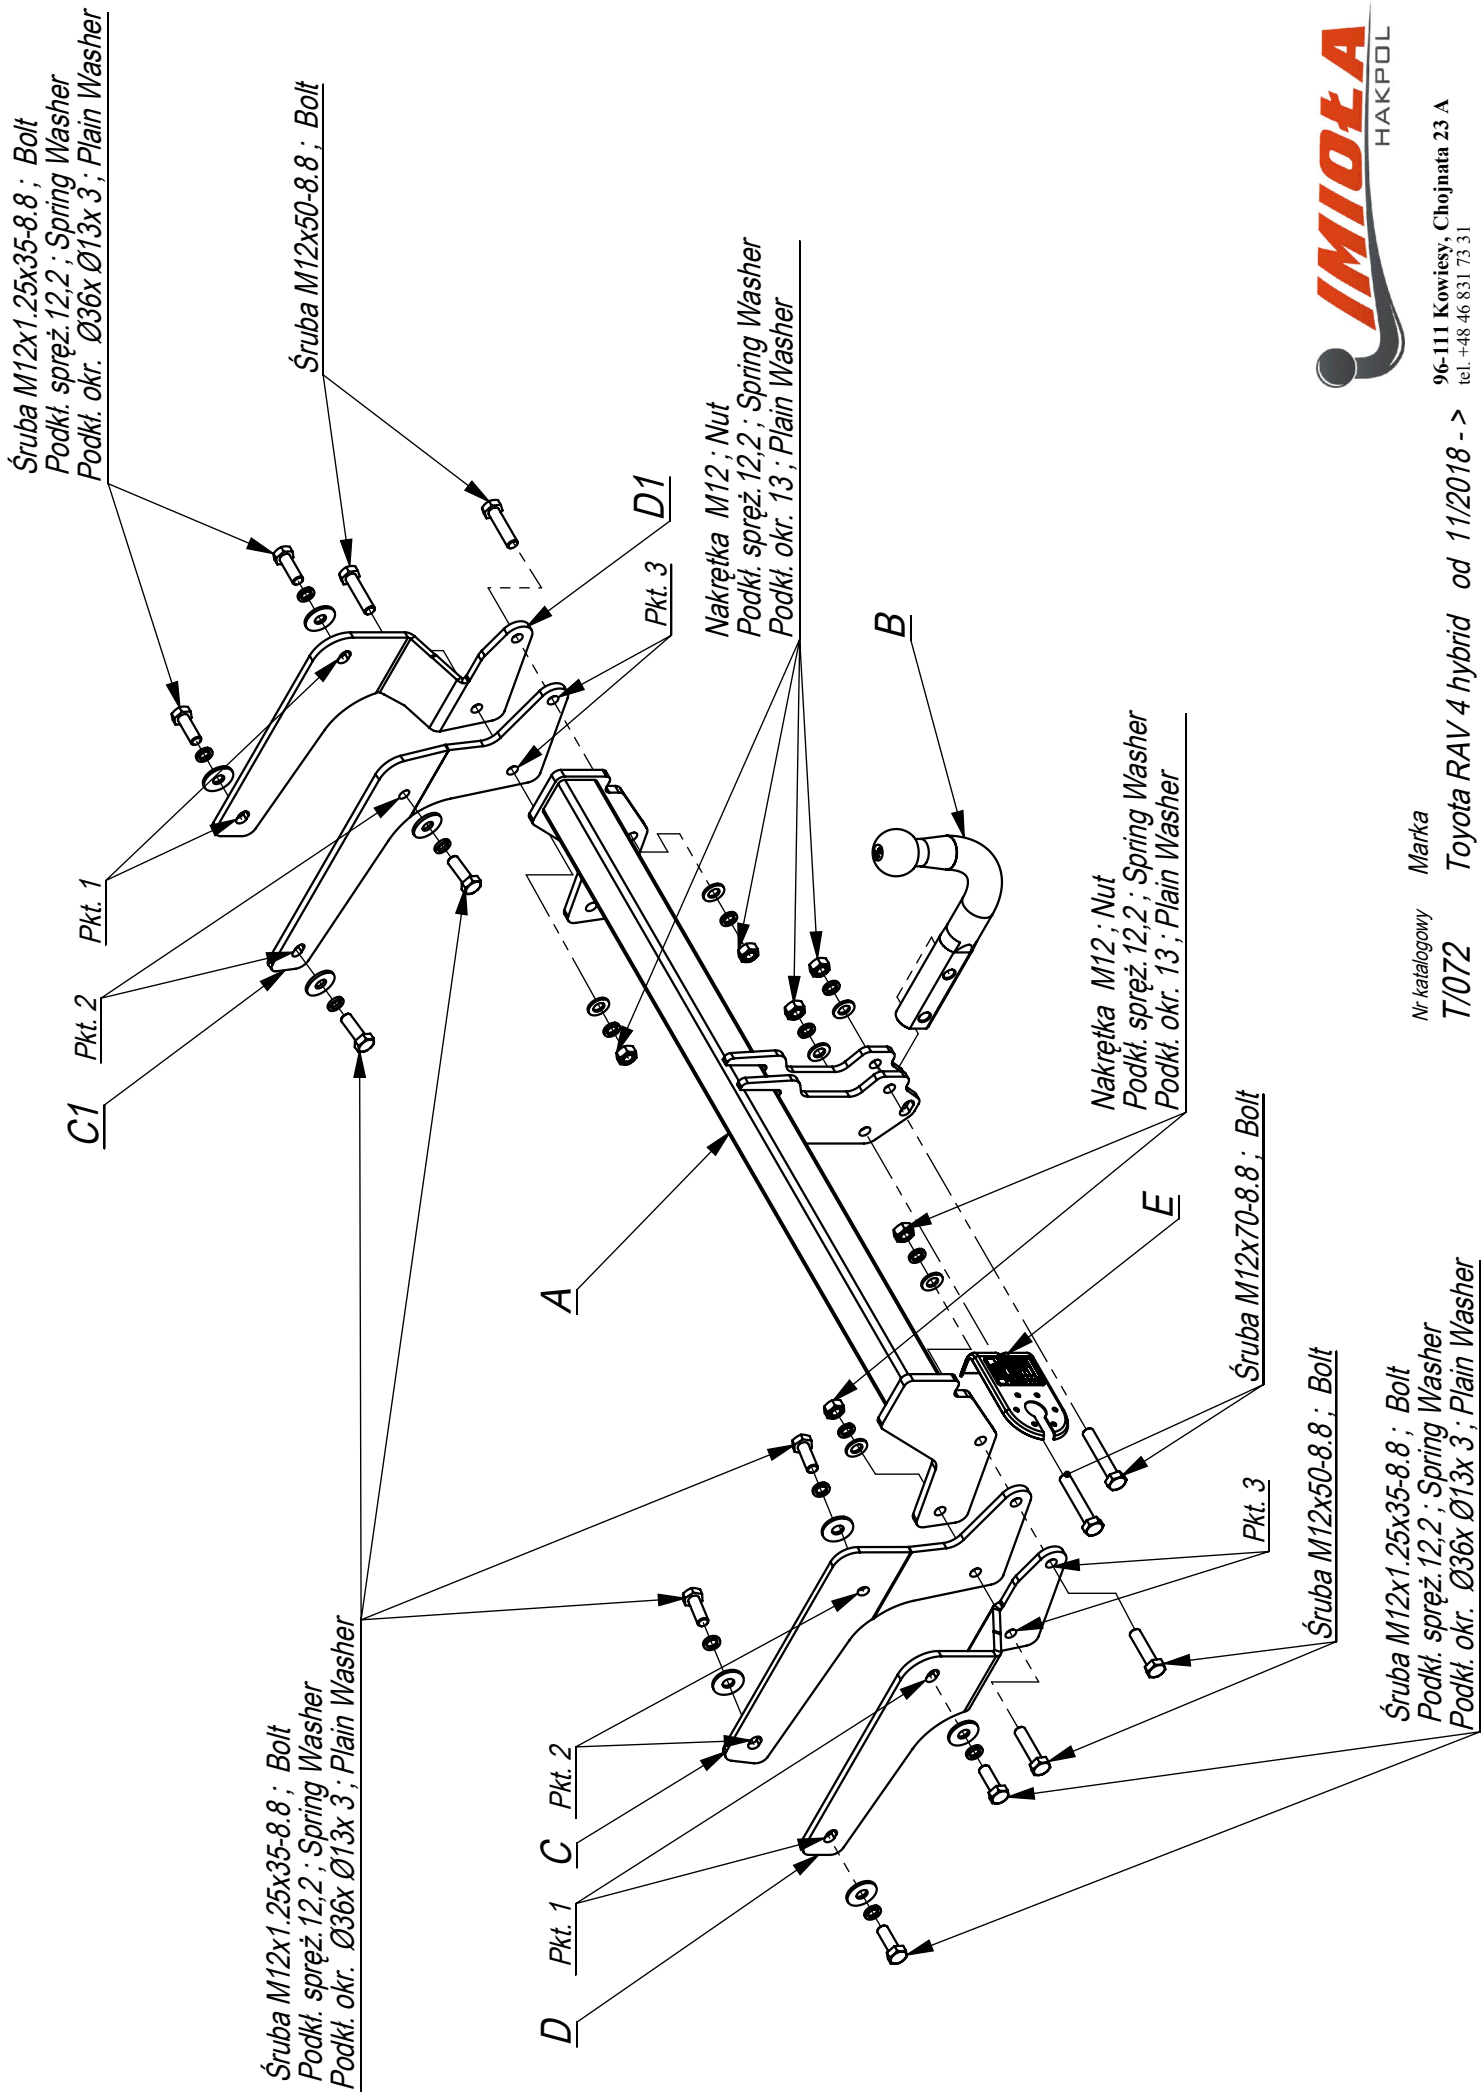 Śruba M12x1.25x35-8.8 ; Bolt
Podkł. spręż.12,2 ; Spring Washer
Podkł. okr. Ø36x Ø13x 3 ; Plain Washer
D
Pkt. 1
C
Pkt. 2
A
C1
Pkt. 2
Pkt. 1
Śruba M12x1.25x35-8.8 ; Bolt
Podkł. spręż.12,2 ; Spring Washer
Podkł. okr. Ø36x Ø13x 3 ; Plain Washer
Śruba M12x50-8.8 ; Bolt
D1
Pkt. 3
Nakrętka M12 ; Nut
Podkł. spręż.12,2 ; Spring Washer
Podkł. okr. 13 ; Plain Washer
B
Nakrętka M12 ; Nut
Podkł. spręż.12,2 ; Spring Washer
Podkł. okr. 13 ; Plain Washer
E
Śruba M12x70-8.8 ; Bolt
Pkt. 3
Śruba M12x50-8.8 ; Bolt
Śruba M12x1.25x35-8.8 ; Bolt
Podkł. spręż.12,2 ; Spring Washer
Podkł. okr. Ø36x Ø13x 3 ; Plain Washer
Nr katalogowy Marka
T/072 Toyota RAV 4 hybrid od 11/2018 - >
IMIOŁA
HAKPOL
96-111 Kowiesy, Chojnata 23 A
tel. +48 46 831 73 31